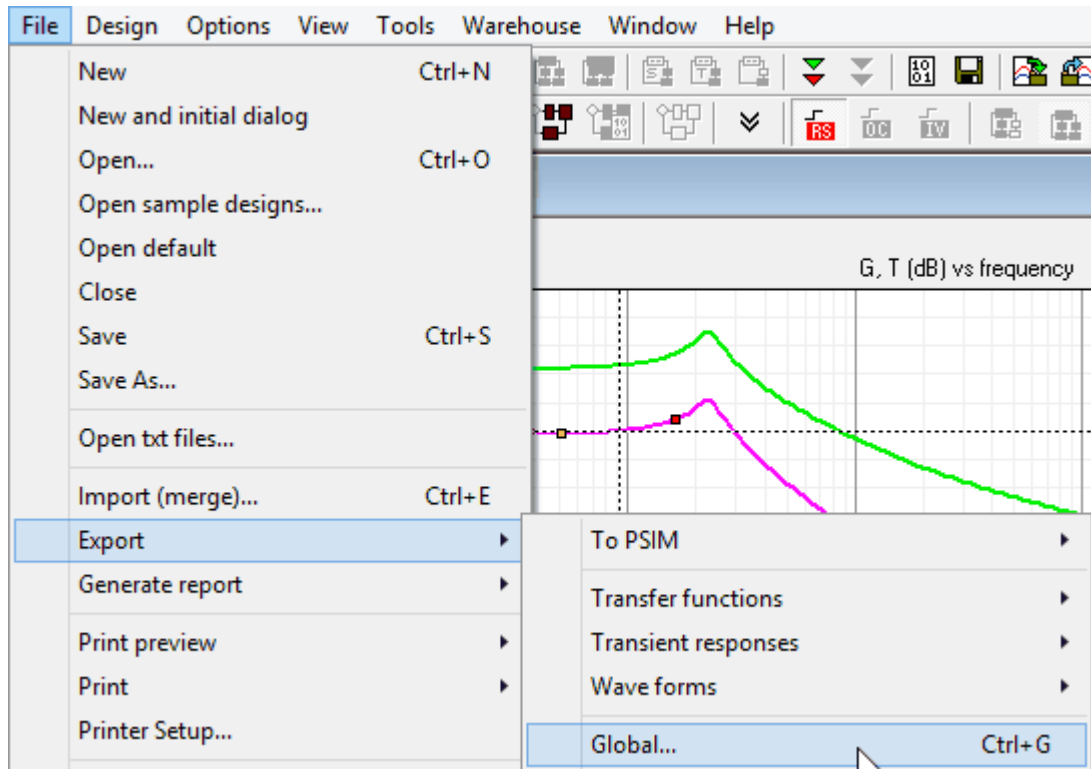 File Design Options View Tools Warehouse Window Help
New Ctrl+N
New and initial dialog
Open... Ctrl+O
Open sample designs...
Open default
Close
Save Ctrl+S
Save As...
Open txt files...
Import (merge)... Ctrl+E
Export
Generate report
Print preview
Print
Printer Setup...
RS OC IV
G, T (dB) vs frequency
To PSIM
Transfer functions
Transient responses
Wave forms
Global... Ctrl+G